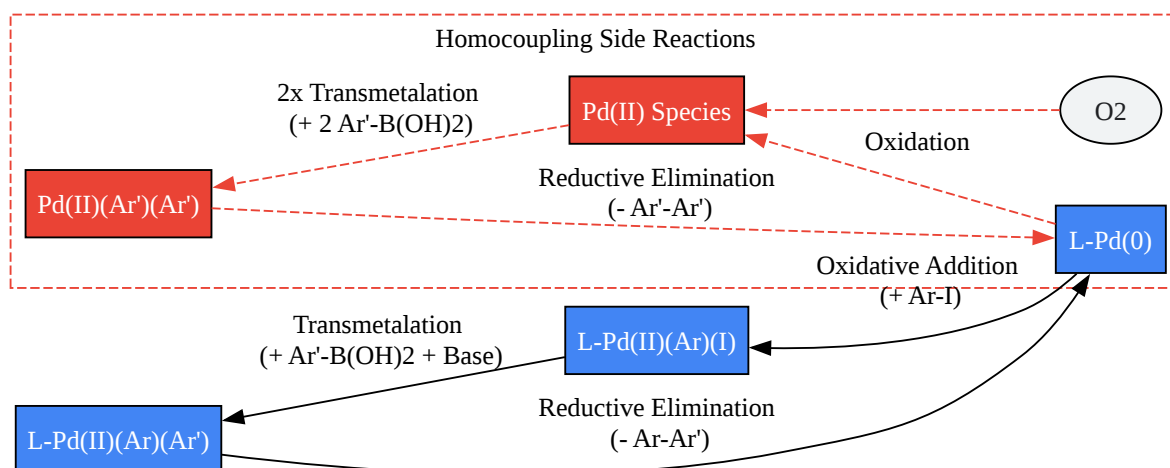 Homocoupling Side Reactions
2x Transmetalation
(+ 2 Ar'-B(OH)2)
Pd(II) Species
O2
Oxidation
Pd(II)(Ar')(Ar')
Reductive Elimination
(- Ar'-Ar')
L-Pd(0)
Oxidative Addition
(+ Ar-I)
Transmetalation
(+ Ar'-B(OH)2 + Base)
L-Pd(II)(Ar)(I)
Reductive Elimination
(- Ar-Ar')
L-Pd(II)(Ar)(Ar')